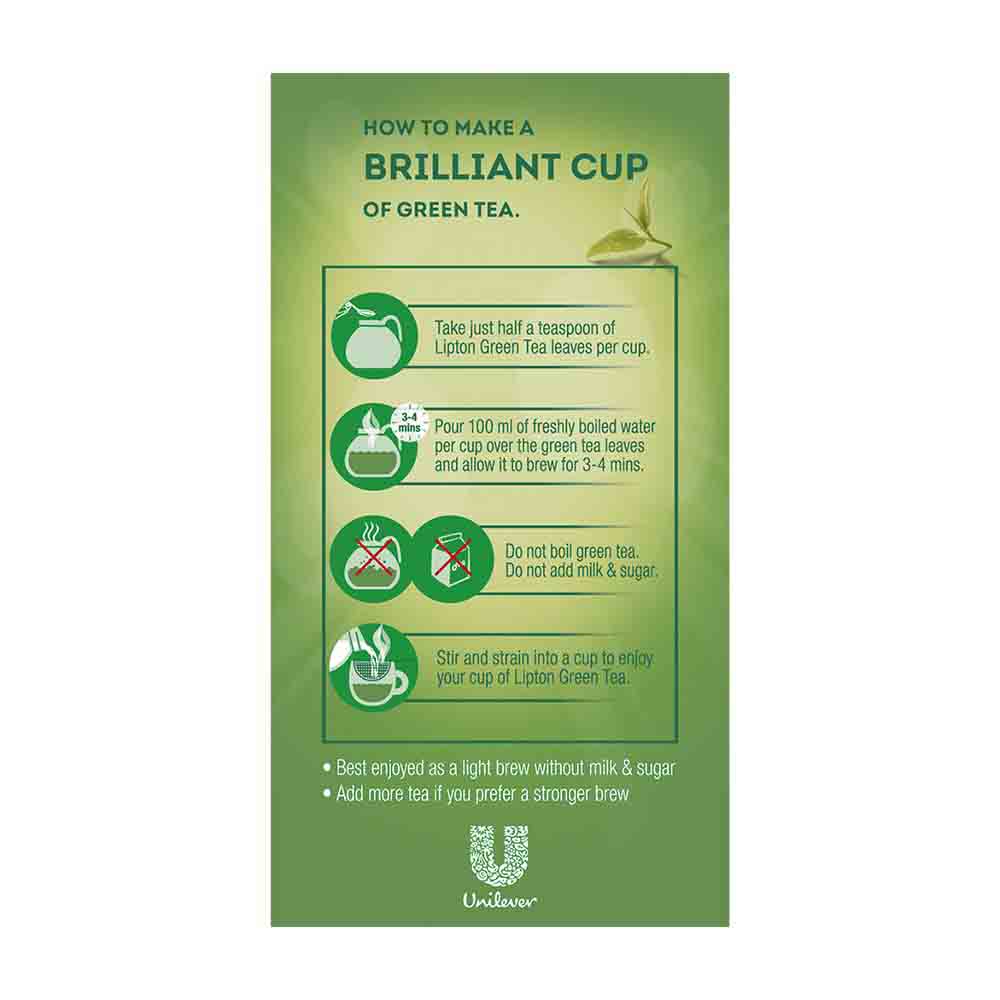 HOW TO MAKE A
BRILLIANT CUP
OF GREEN TEA.
Take just half a teaspoon of
Lipton Green Tea leaves per cup.
3-4
mins
Pour 100 ml of freshly boiled water
per cup over the green tea leaves
and allow it to brew for 3-4 mins.
Do not boil green tea.
Do not add milk & sugar.
Stir and strain into a cup to enjoy
your cup of Lipton Green Tea.
• Best enjoyed as a light brew without milk & sugar
• Add more tea if you prefer a stronger brew
Unilever